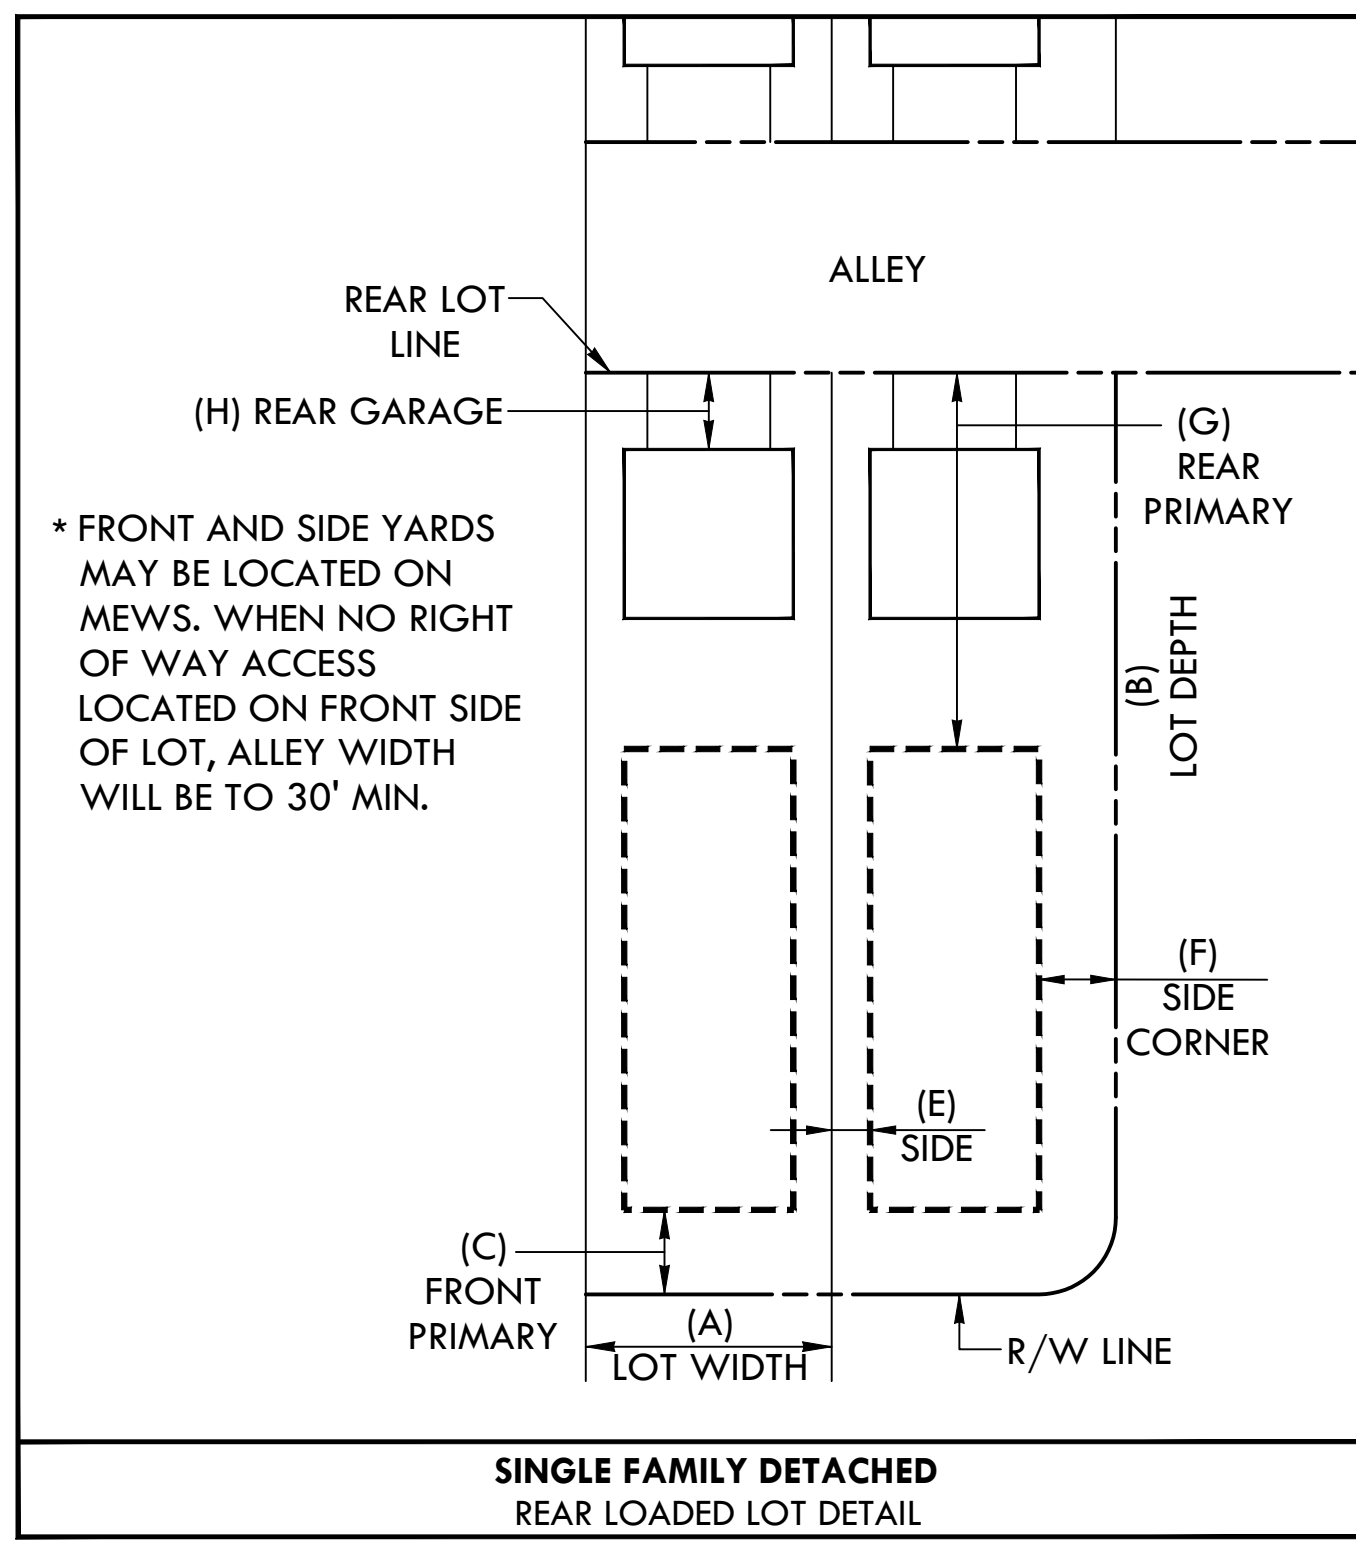 ALLEY
REAR LOT
LINE
(H) REAR GARAGE
(G)
REAR
PRIMARY
* FRONT AND SIDE YARDS
MAY BE LOCATED ON
MEWS. WHEN NO RIGHT
OF WAY ACCESS
LOCATED ON FRONT SIDE
OF LOT, ALLEY WIDTH
WILL BE TO 30' MIN.
(B)
LOT DEPTH
(F)
SIDE
CORNER
(E)
SIDE
(C)
FRONT
PRIMARY
(A)
LOT WIDTH
R/W LINE
SINGLE FAMILY DETACHED
REAR LOADED LOT DETAIL